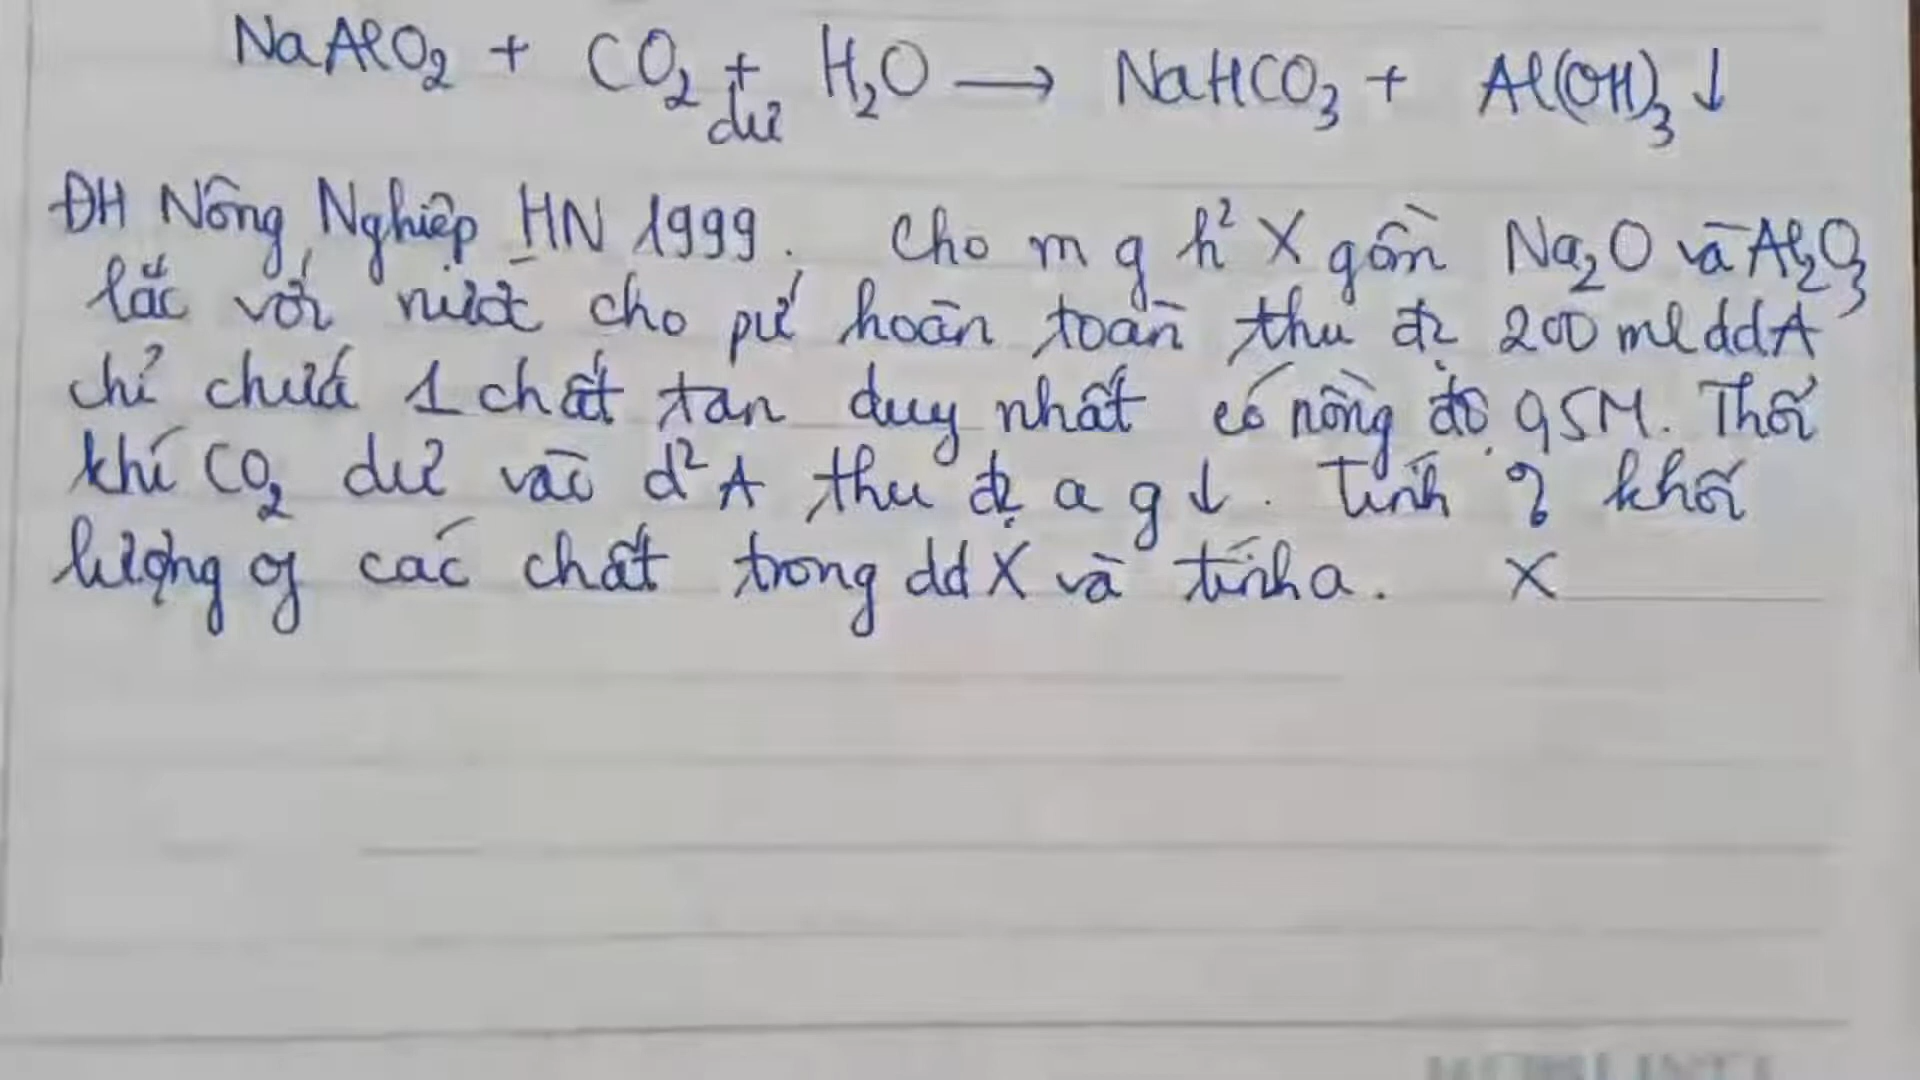 NaAlO₂ + CO₂ dư + H₂O → NaHCO₃ + Al(OH)₃ ↓
ĐH Nông Nghiệp HN 1999. Cho m g h² X gồm Na₂O và Al₂O₃
lắc với nước cho pứ hoàn toàn thu đc 200 ml dd A
chỉ chứa 1 chất tan duy nhất có nồng độ 0,5M. Thổi
khí CO₂ dư vào d² A thu đc a g ↓. Tính % khối
lượng of các chất trong dd X và tính a. X